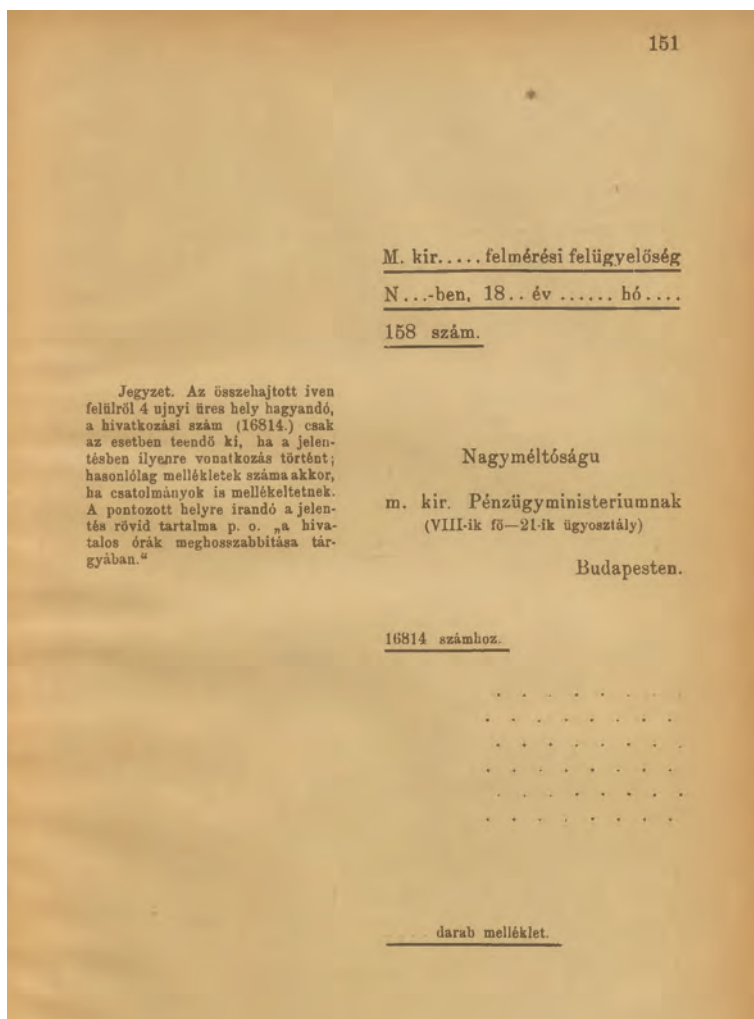 151
M. kir..... felmérési felügyelőség
N...-ben, 18.. év ...... hó....
158 szám.
Jegyzet. Az összehajtott iven
felülről 4 ujnyi üres hely hagyandó,
a hivatkozási szám (16814.) csak
az esetben teendő ki, ha a jelen-
tésben ilyenre vonatkozás történt;
hasonlólag mellékletek száma akkor,
ha csatolmányok is mellékeltetnek.
A pontozott helyre irandó a jelen-
tés rövid tartalma p. o. „a hiva-
talos órák meghosszabbitása tár-
gyában.“
Nagyméltóságu
m. kir. Pénzügyministeriumnak
(VIII-ik fő—21-ik ügyosztály)
Budapesten.
16814 számhoz.
. . . . . . . .
. . . . . . . .
. . . . . . . .
. . . . . . . .
. . . . . . . .
. . . . . . . .
.... darab melléklet.